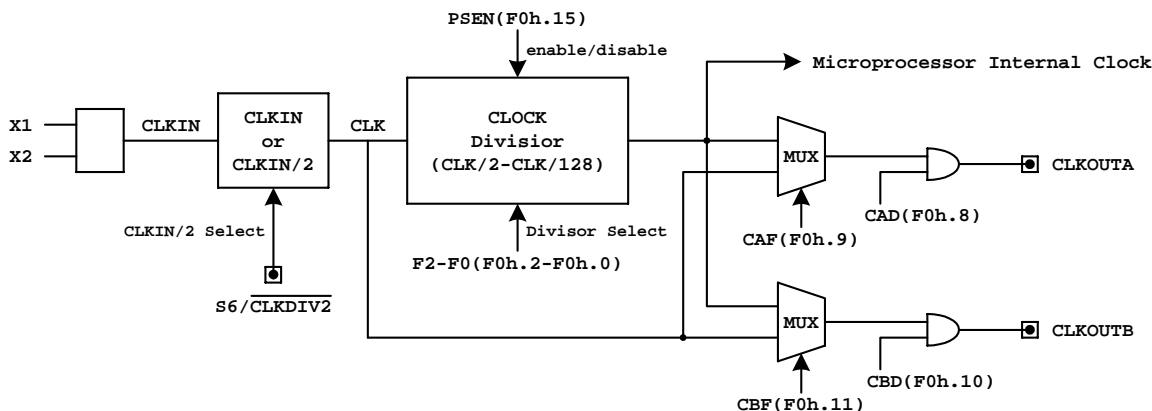 PSEN(F0h.15)
enable/disable
Microprocessor Internal Clock
X1
X2
CLKIN
CLKIN
or
CLKIN/2
CLK
CLOCK
Divisior
(CLK/2-CLK/128)
MUX
CLKOUTA
CAD(F0h.8)
CAF(F0h.9)
CLKIN/2 Select
Divisor Select
F2-F0(F0h.2-F0h.0)
S6/CLKDIV2
MUX
CLKOUTB
CBD(F0h.10)
CBF(F0h.11)